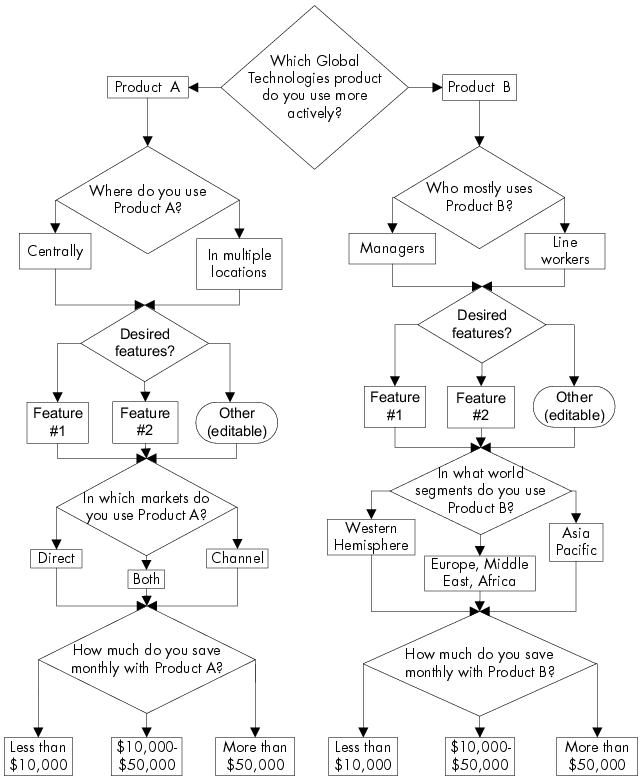 Which Global
Technologies product
do you use more
actively?
Product A
Product B
Where do you use
Product A?
Who mostly uses
Product B?
Centrally
In multiple
locations
Managers
Line
workers
Desired
features?
Desired
features?
Feature
#1
Feature
#2
Other
(editable)
Feature
#1
Feature
#2
Other
(editable)
In which markets do
you use Product A?
In what world
segments do you use
Product B?
Direct
Both
Channel
Western
Hemisphere
Europe, Middle
East, Africa
Asia
Pacific
How much do you save
monthly with Product A?
How much do you save
monthly with Product B?
Less than
$10,000
$10,000-
$50,000
More than
$50,000
Less than
$10,000
$10,000-
$50,000
More than
$50,000